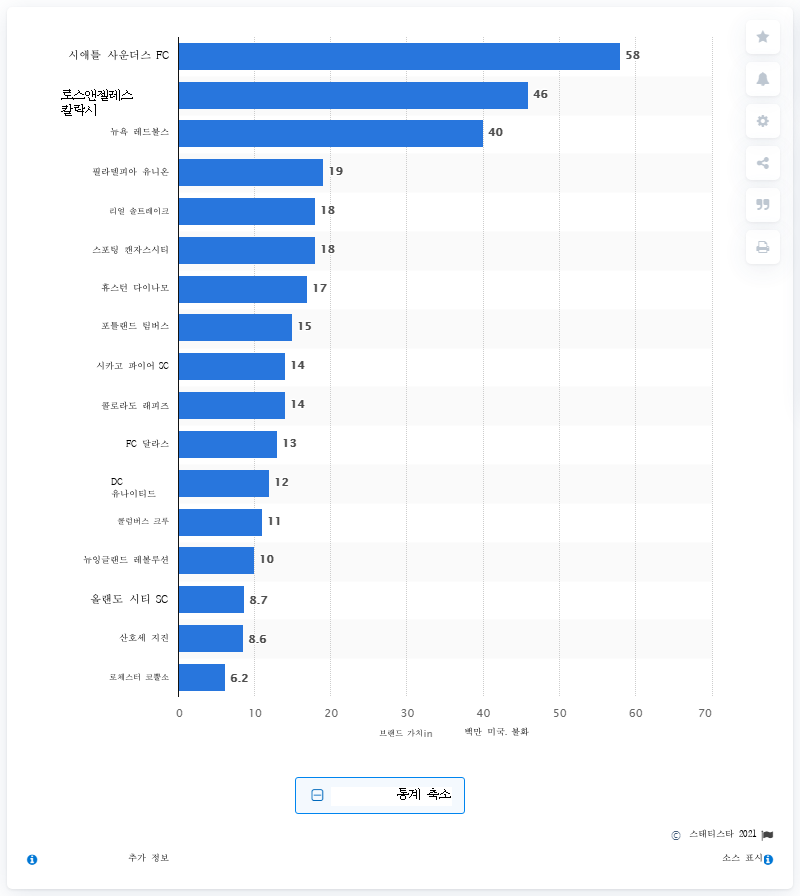 시애틀 사운더스 FC
58
로스앤젤레스
칼락시
46
뉴욕 레드불스
40
필라델피아 유니온
19
리얼 솔트레이크
18
스포팅 캔자스시티
18
휴스턴 다이나모
17
포틀랜드 팀버스
15
시카고 파이어 SC
14
콜로라도 래피즈
14
FC 달라스
13
DC
유나이티드
12
콜럼버스 크루
11
뉴잉글랜드 레볼루션
10
올랜도 시티 SC
8.7
산호세 지진
8.6
로체스터 코뿔소
6.2
0 10 20 30 40 50 60 70
브랜드 가치in 백만 미국. 불화
통계 축소
© 스태티스타 2021
추가 정보 소스 표시